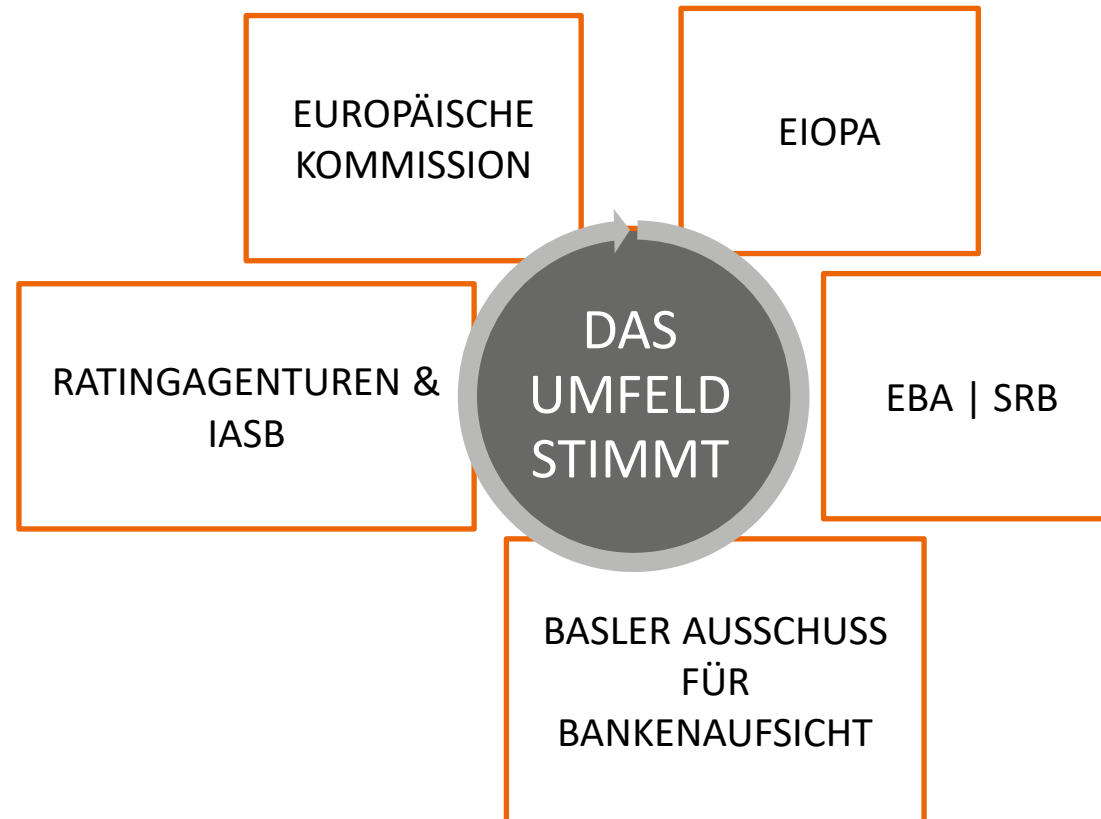 EUROPÄISCHE
KOMMISSION
EIOPA
RATINGAGENTUREN &
IASB
DAS
UMFELD
STIMMT
EBA | SRB
BASLER AUSSCHUSS
FÜR
BANKENAUFSICHT